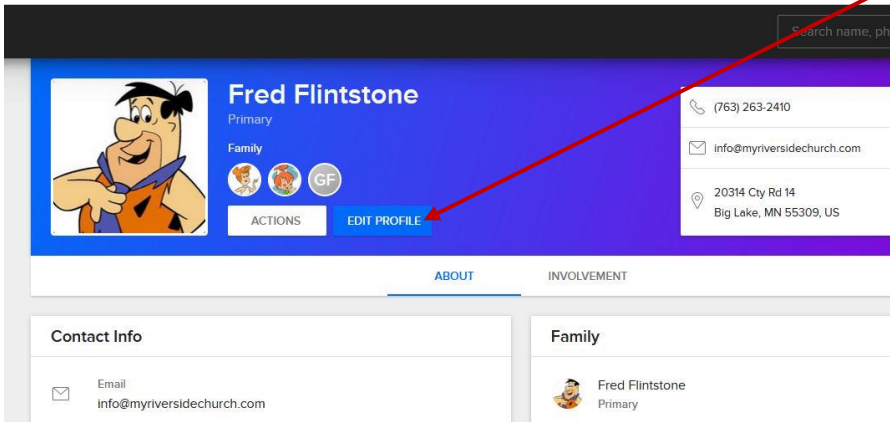 Search name, ph
Fred Flintstone
Primary
Family
GF
ACTIONS
EDIT PROFILE
(763) 263-2410
info@myriversidechurch.com
20314 Cty Rd 14
Big Lake, MN 55309, US
ABOUT
INVOLVEMENT
Contact Info
Email
info@myriversidechurch.com
Family
Fred Flintstone
Primary